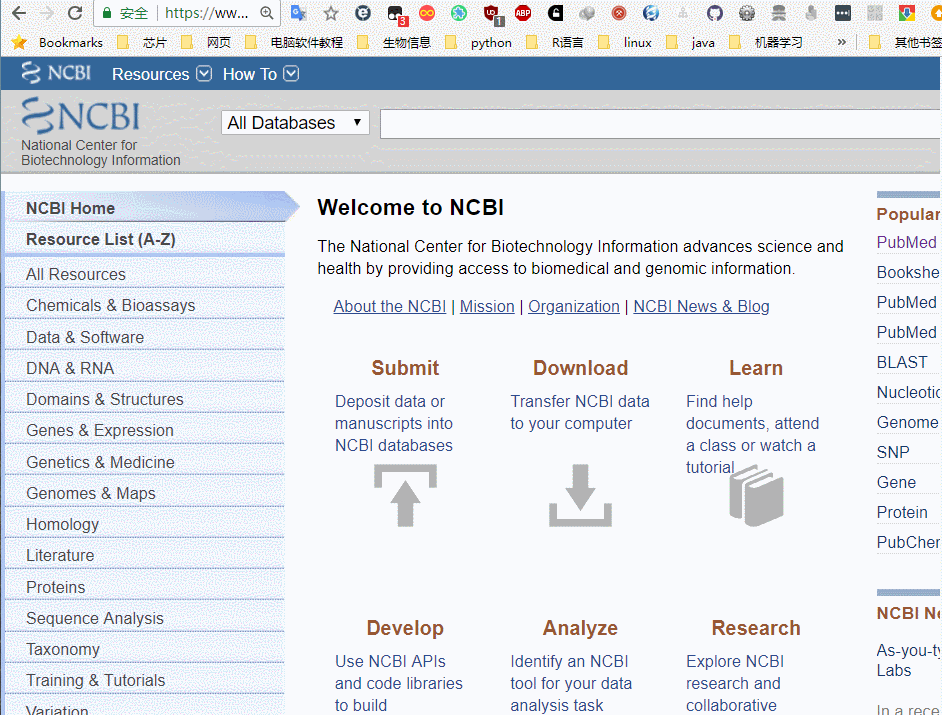 安全 https://ww...
3
1
ABP
Bookmarks 芯片 网页 电脑软件教程 生物信息 python R语言 linux java 机器学习 » 其他书签
NCBI Resources How To
NCBI
National Center for
Biotechnology Information
All Databases
NCBI Home
Resource List (A-Z)
All Resources
Chemicals & Bioassays
Data & Software
DNA & RNA
Domains & Structures
Genes & Expression
Genetics & Medicine
Genomes & Maps
Homology
Literature
Proteins
Sequence Analysis
Taxonomy
Training & Tutorials
Variation
Welcome to NCBI
The National Center for Biotechnology Information advances science and
health by providing access to biomedical and genomic information.
About the NCBI | Mission | Organization | NCBI News & Blog
Submit
Deposit data or
manuscripts into
NCBI databases
Download
Transfer NCBI data
to your computer
Learn
Find help
documents, attend
a class or watch a
tutorial
Develop
Use NCBI APIs
and code libraries
to build
Analyze
Identify an NCBI
tool for your data
analysis task
Research
Explore NCBI
research and
collaborative
Popular
PubMed
Bookshe
PubMed
PubMed
BLAST
Nucleotid
Genome
SNP
Gene
Protein
PubChem
NCBI Ne
As-you-ty
Labs
In a rece